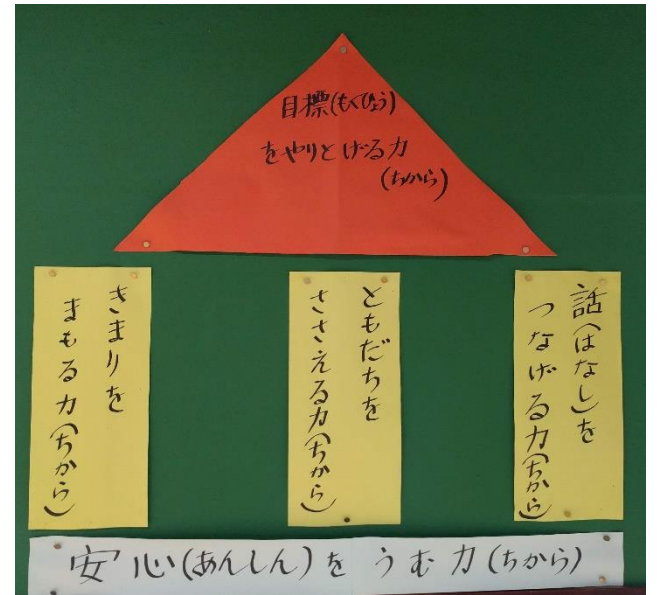 目標(もくひょう)
をやりとげる力
(ちから)
話(はなし)を
つなげる力(ちから)
ともだちを
ささえる力(ちから)
きまりを
まもる力(ちから)
安心(あんしん)をうむ力(ちから)